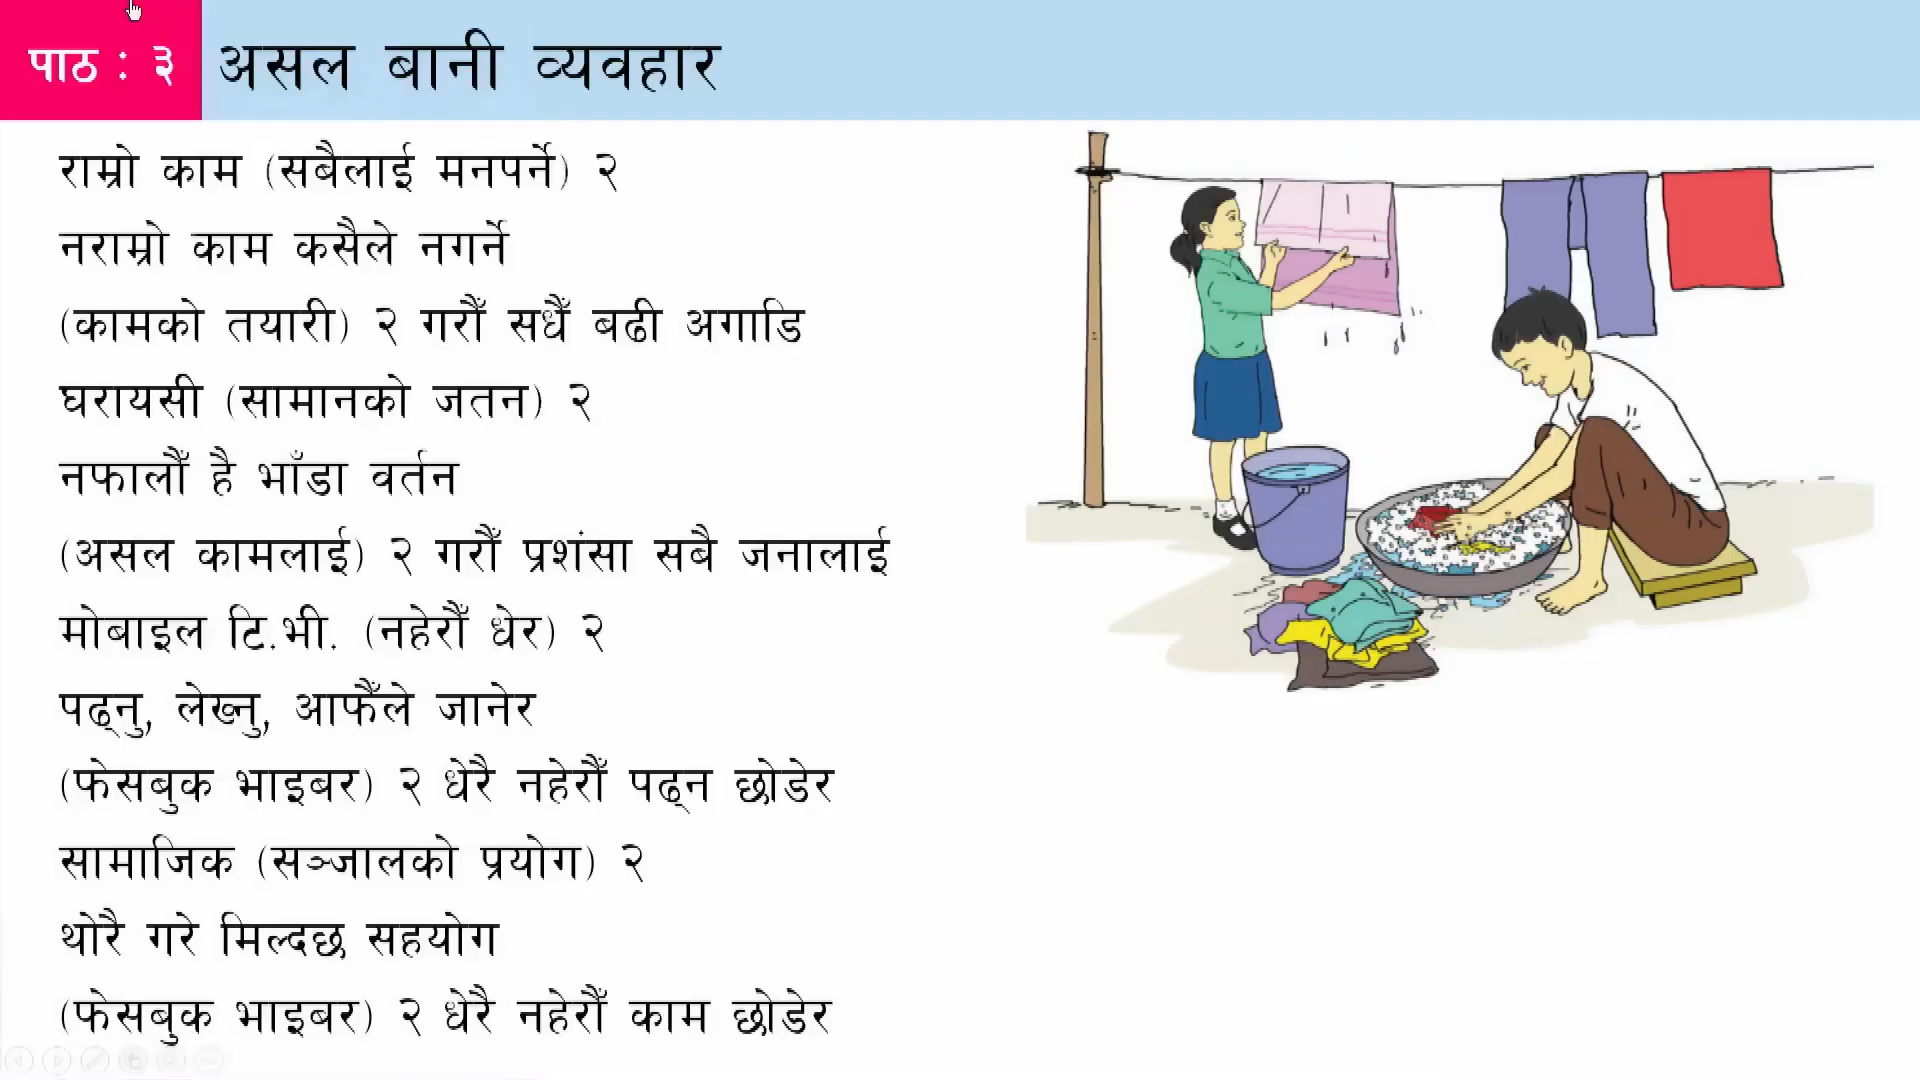 पाठ : ३ असल बानी व्यवहार
राम्रो काम (सबैलाई मनपर्ने) २
नराम्रो काम कसैले नगर्ने
(कामको तयारी) २ गरौँ सधैँ बढी अगाडि
घरायसी (सामानको जतन) २
नफालौँ है भाँडा वर्तन
(असल कामलाई) २ गरौँ प्रशंसा सबै जनालाई
मोबाइल टि.भी. (नहेरौँ धेर) २
पढ्नु, लेख्नु, आफैँले जानेर
(फेसबुक भाइबर) २ धेरै नहेरौँ पढ्न छोडेर
सामाजिक (सञ्जालको प्रयोग) २
थोरै गरे मिल्दछ सहयोग
(फेसबुक भाइबर) २ धेरै नहेरौँ काम छोडेर